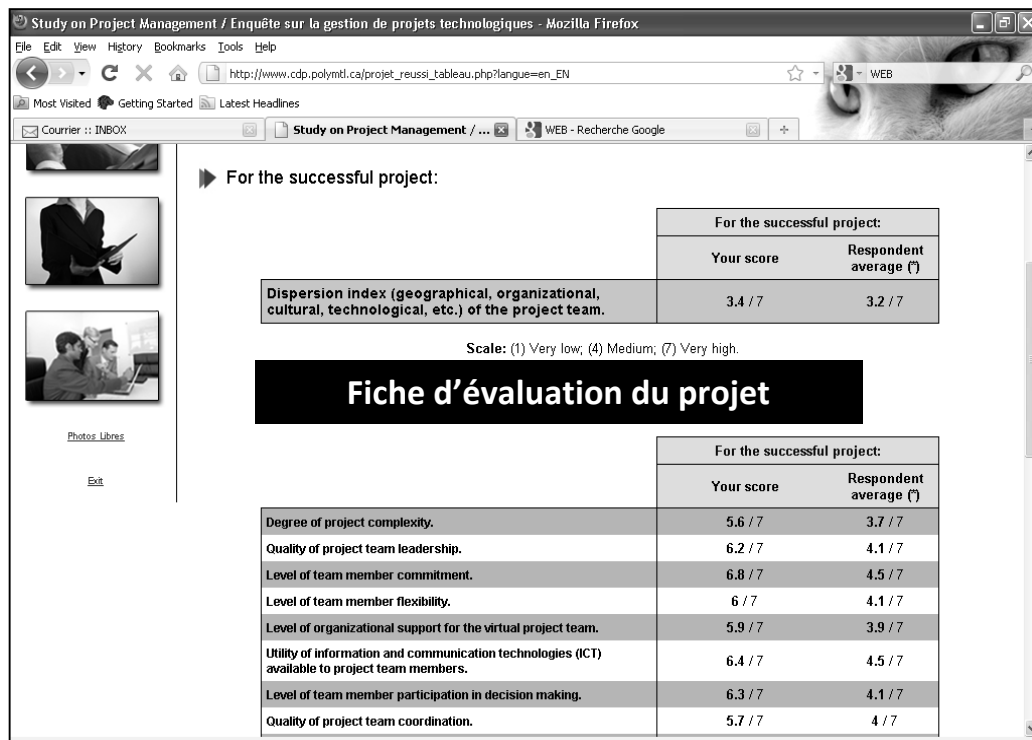 Study on Project Management / Enquête sur la gestion de projets technologiques - Mozilla Firefox
File Edit View History Bookmarks Tools Help
http://www.cdp.polymtl.ca/projet_reussi_tableau.php?langue=en_EN
WEB
Most Visited Getting Started Latest Headlines
Courrier :: INBOX
Study on Project Management / ...
WEB - Recherche Google
For the successful project:
For the successful project:
Your score Respondent
average (*)
Dispersion index (geographical, organizational,
cultural, technological, etc.) of the project team. 3.4 / 7 3.2 / 7
Scale: (1) Very low; (4) Medium; (7) Very high.
Fiche d’évaluation du projet
Photos Libres
Exit
For the successful project:
Your score Respondent
average (*)
Degree of project complexity. 5.6 / 7 3.7 / 7
Quality of project team leadership. 6.2 / 7 4.1 / 7
Level of team member commitment. 6.8 / 7 4.5 / 7
Level of team member flexibility. 6 / 7 4.1 / 7
Level of organizational support for the virtual project team. 5.9 / 7 3.9 / 7
Utility of information and communication technologies (ICT)
available to project team members. 6.4 / 7 4.5 / 7
Level of team member participation in decision making. 6.3 / 7 4.1 / 7
Quality of project team coordination. 5.7 / 7 4 / 7